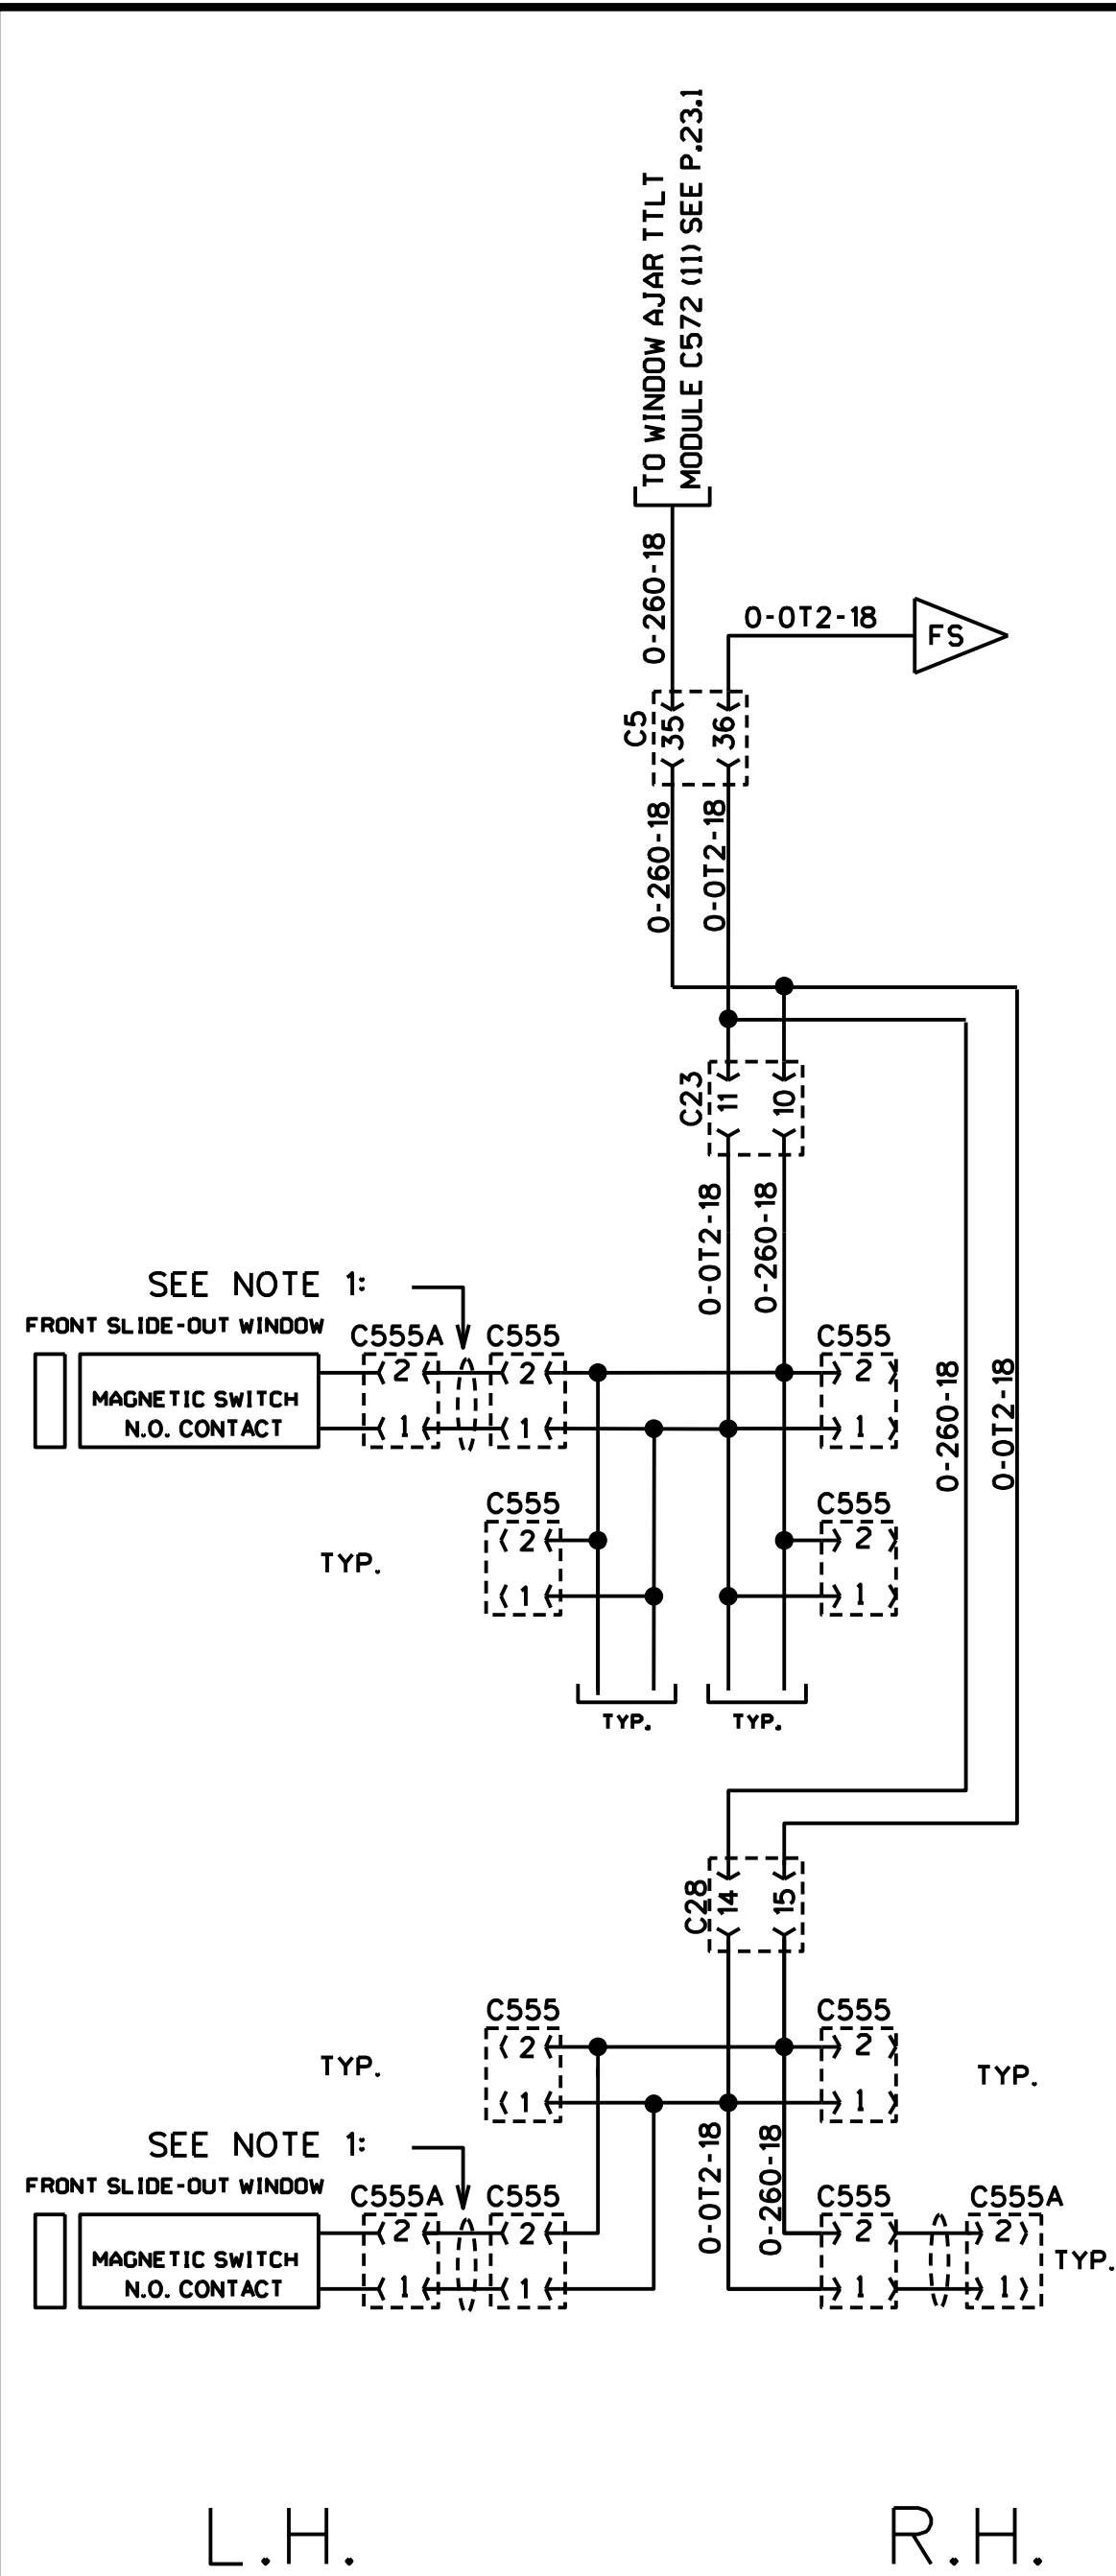 TO WINDOW AJAR TTLT
MODULE C572 (11) SEE P.23.1
0-260-18
0-0T2-18
FS
C5
35
36
0-260-18
0-0T2-18
C23
11
10
0-0T2-18
0-260-18
SEE NOTE 1:
FRONT SLIDE-OUT WINDOW
C555A
C555
C555
MAGNETIC SWITCH
N.O. CONTACT
2
2
2
1
1
1
0-260-18
0-0T2-18
C555
C555
TYP.
2
2
1
1
TYP.
TYP.
C28
14
15
C555
C555
TYP.
2
2
TYP.
1
1
SEE NOTE 1:
0-0T2-18
0-260-18
FRONT SLIDE-OUT WINDOW
C555A
C555
C555
C555A
MAGNETIC SWITCH
N.O. CONTACT
2
2
2
2
TYP.
1
1
1
1
L.H.
R.H.